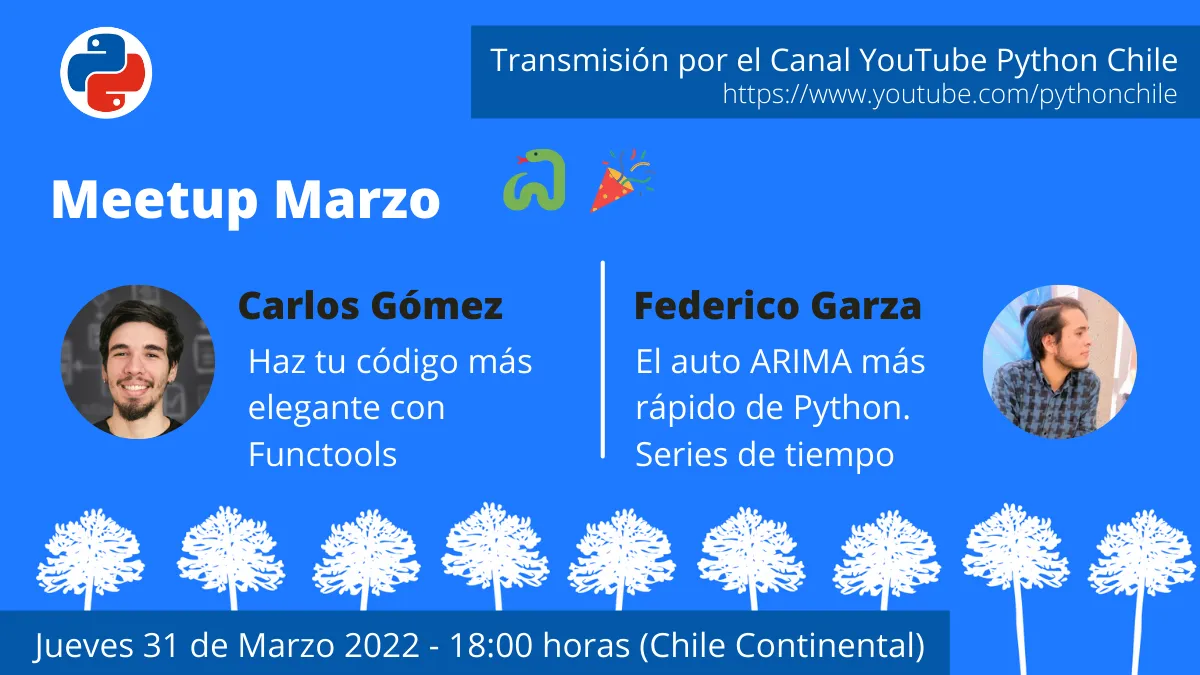 Transmisión por el Canal YouTube Python Chile
https://www.youtube.com/pythonchile
Meetup Marzo
Carlos Gómez
Haz tu código más
elegante con
Functools
Federico Garza
El auto ARIMA más
rápido de Python.
Series de tiempo
Jueves 31 de Marzo 2022 - 18:00 horas (Chile Continental)